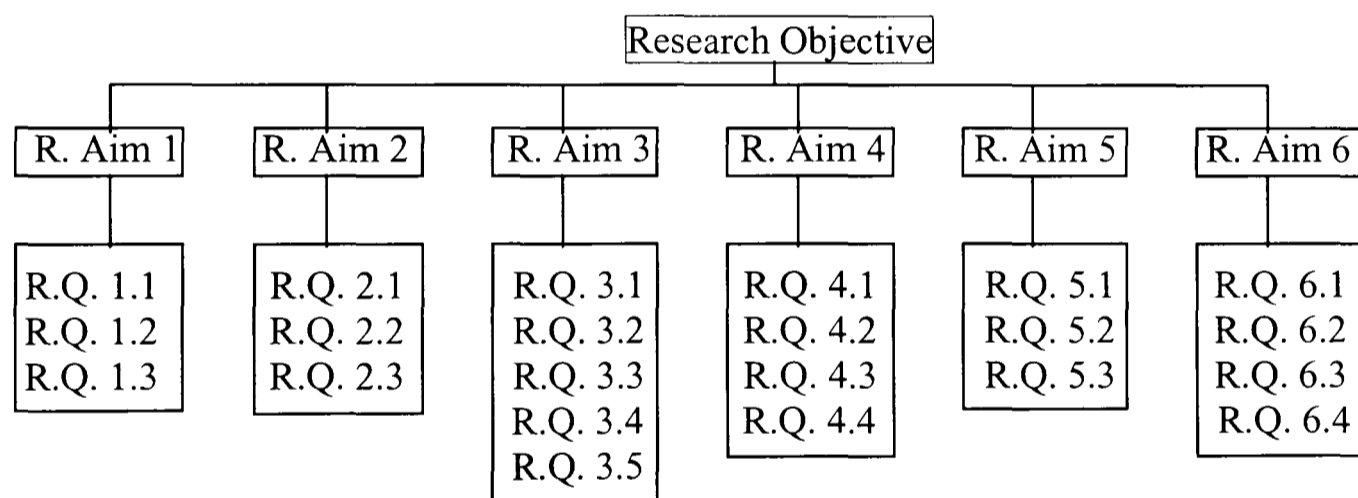 Research Objective
R. Aim 1
R. Aim 2
R. Aim 3
R. Aim 4
R. Aim 5
R. Aim 6
R.Q. 1.1
R.Q. 1.2
R.Q. 1.3
R.Q. 2.1
R.Q. 2.2
R.Q. 2.3
R.Q. 3.1
R.Q. 3.2
R.Q. 3.3
R.Q. 3.4
R.Q. 3.5
R.Q. 4.1
R.Q. 4.2
R.Q. 4.3
R.Q. 4.4
R.Q. 5.1
R.Q. 5.2
R.Q. 5.3
R.Q. 6.1
R.Q. 6.2
R.Q. 6.3
R.Q. 6.4